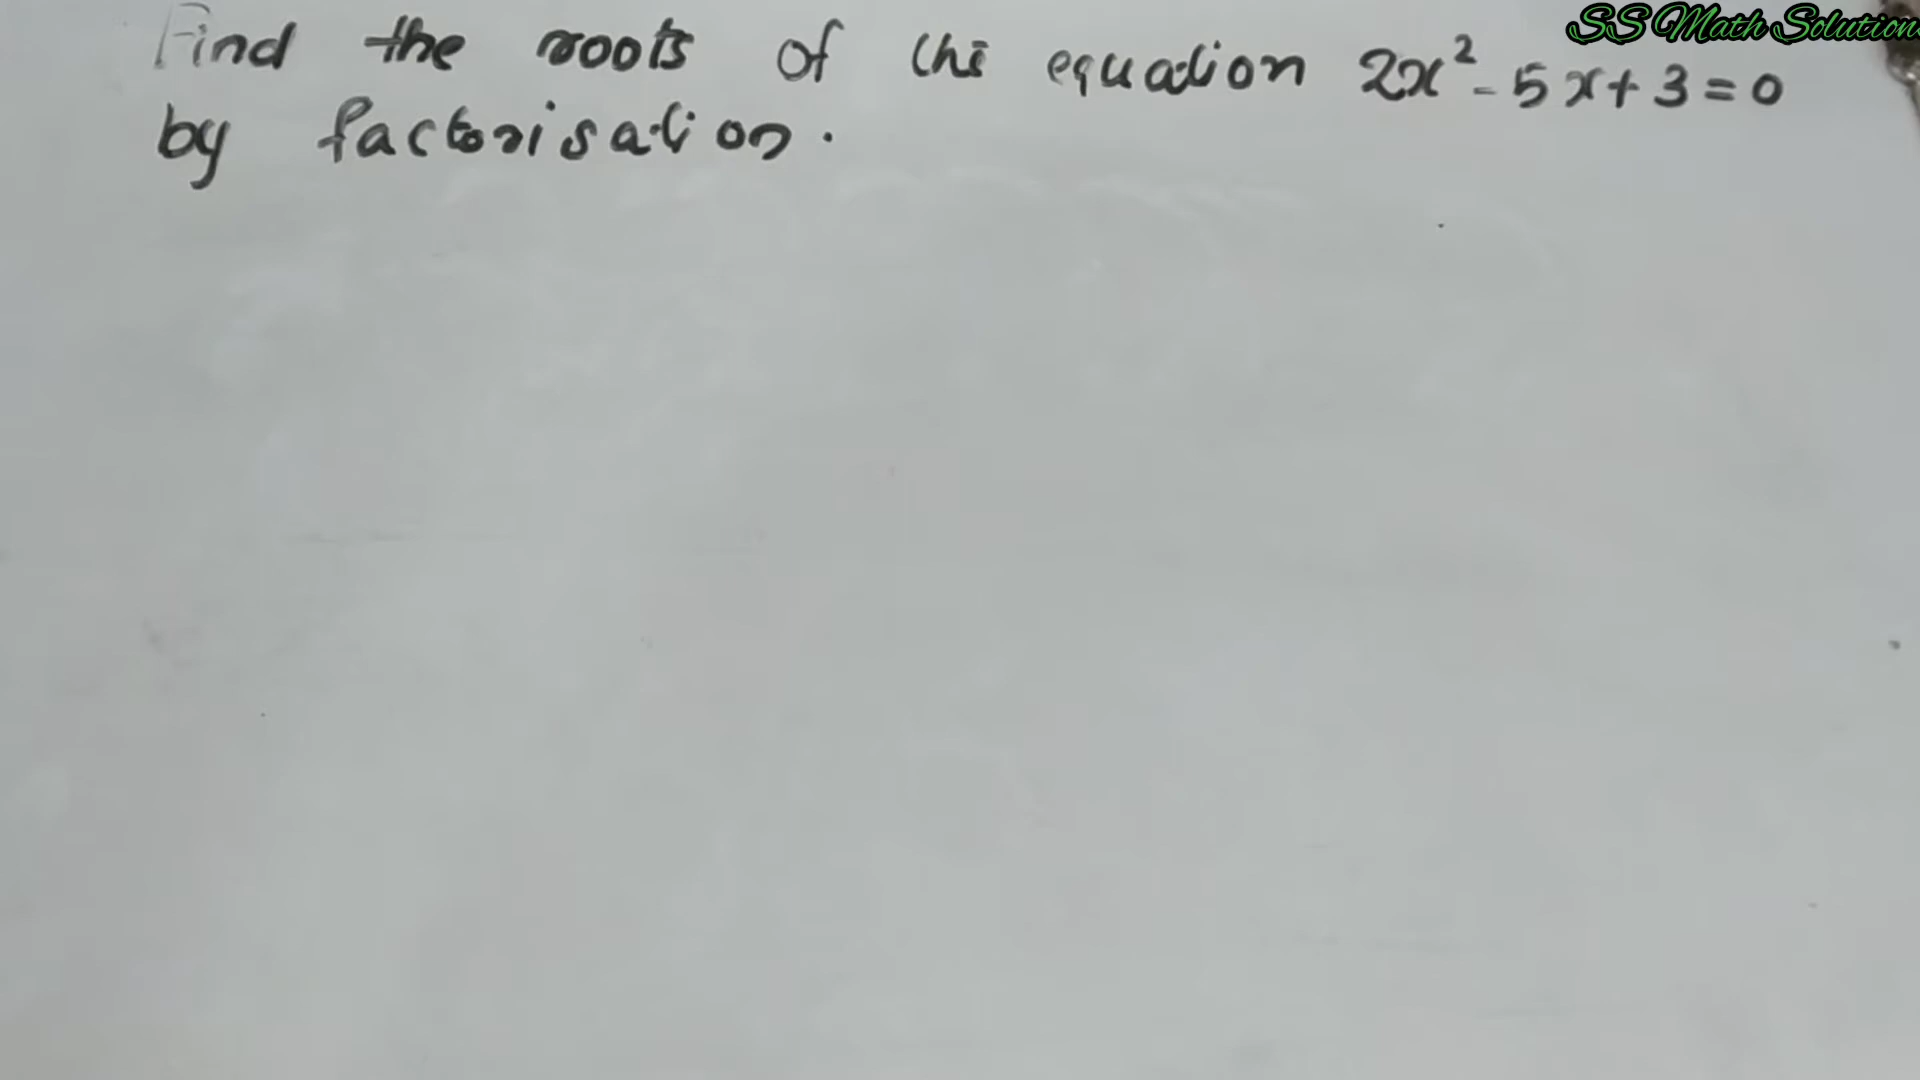 SS Math Solution
Find the roots of the equation 2x² - 5x + 3 = 0
by factorisation.